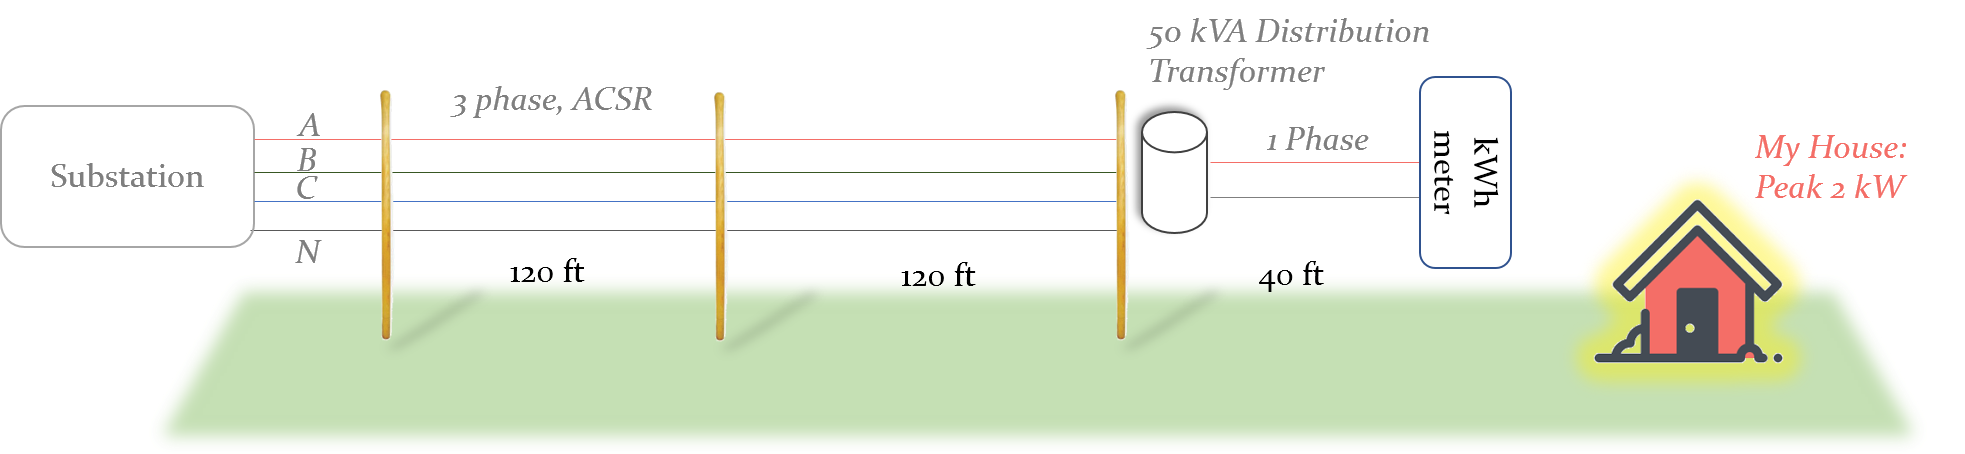 50 kVA Distribution
Transformer
3 phase, ACSR
A
B
C
N
Substation
1 Phase
kWh
meter
My House:
Peak 2 kW
120 ft
120 ft
40 ft